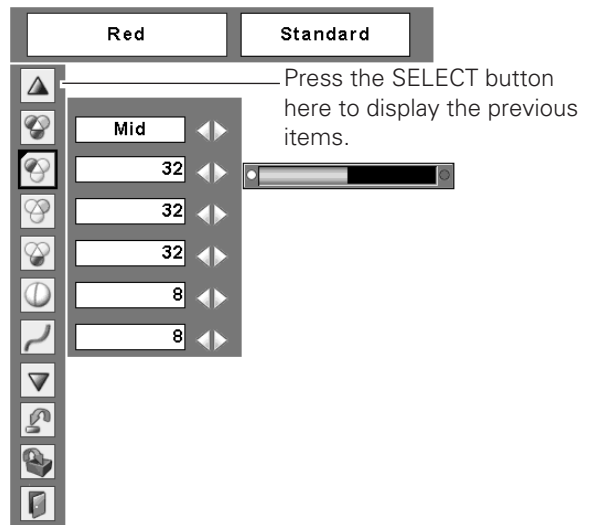 Red Standard
Press the SELECT button
here to display the previous
items.
Mid
32
32
32
8
8